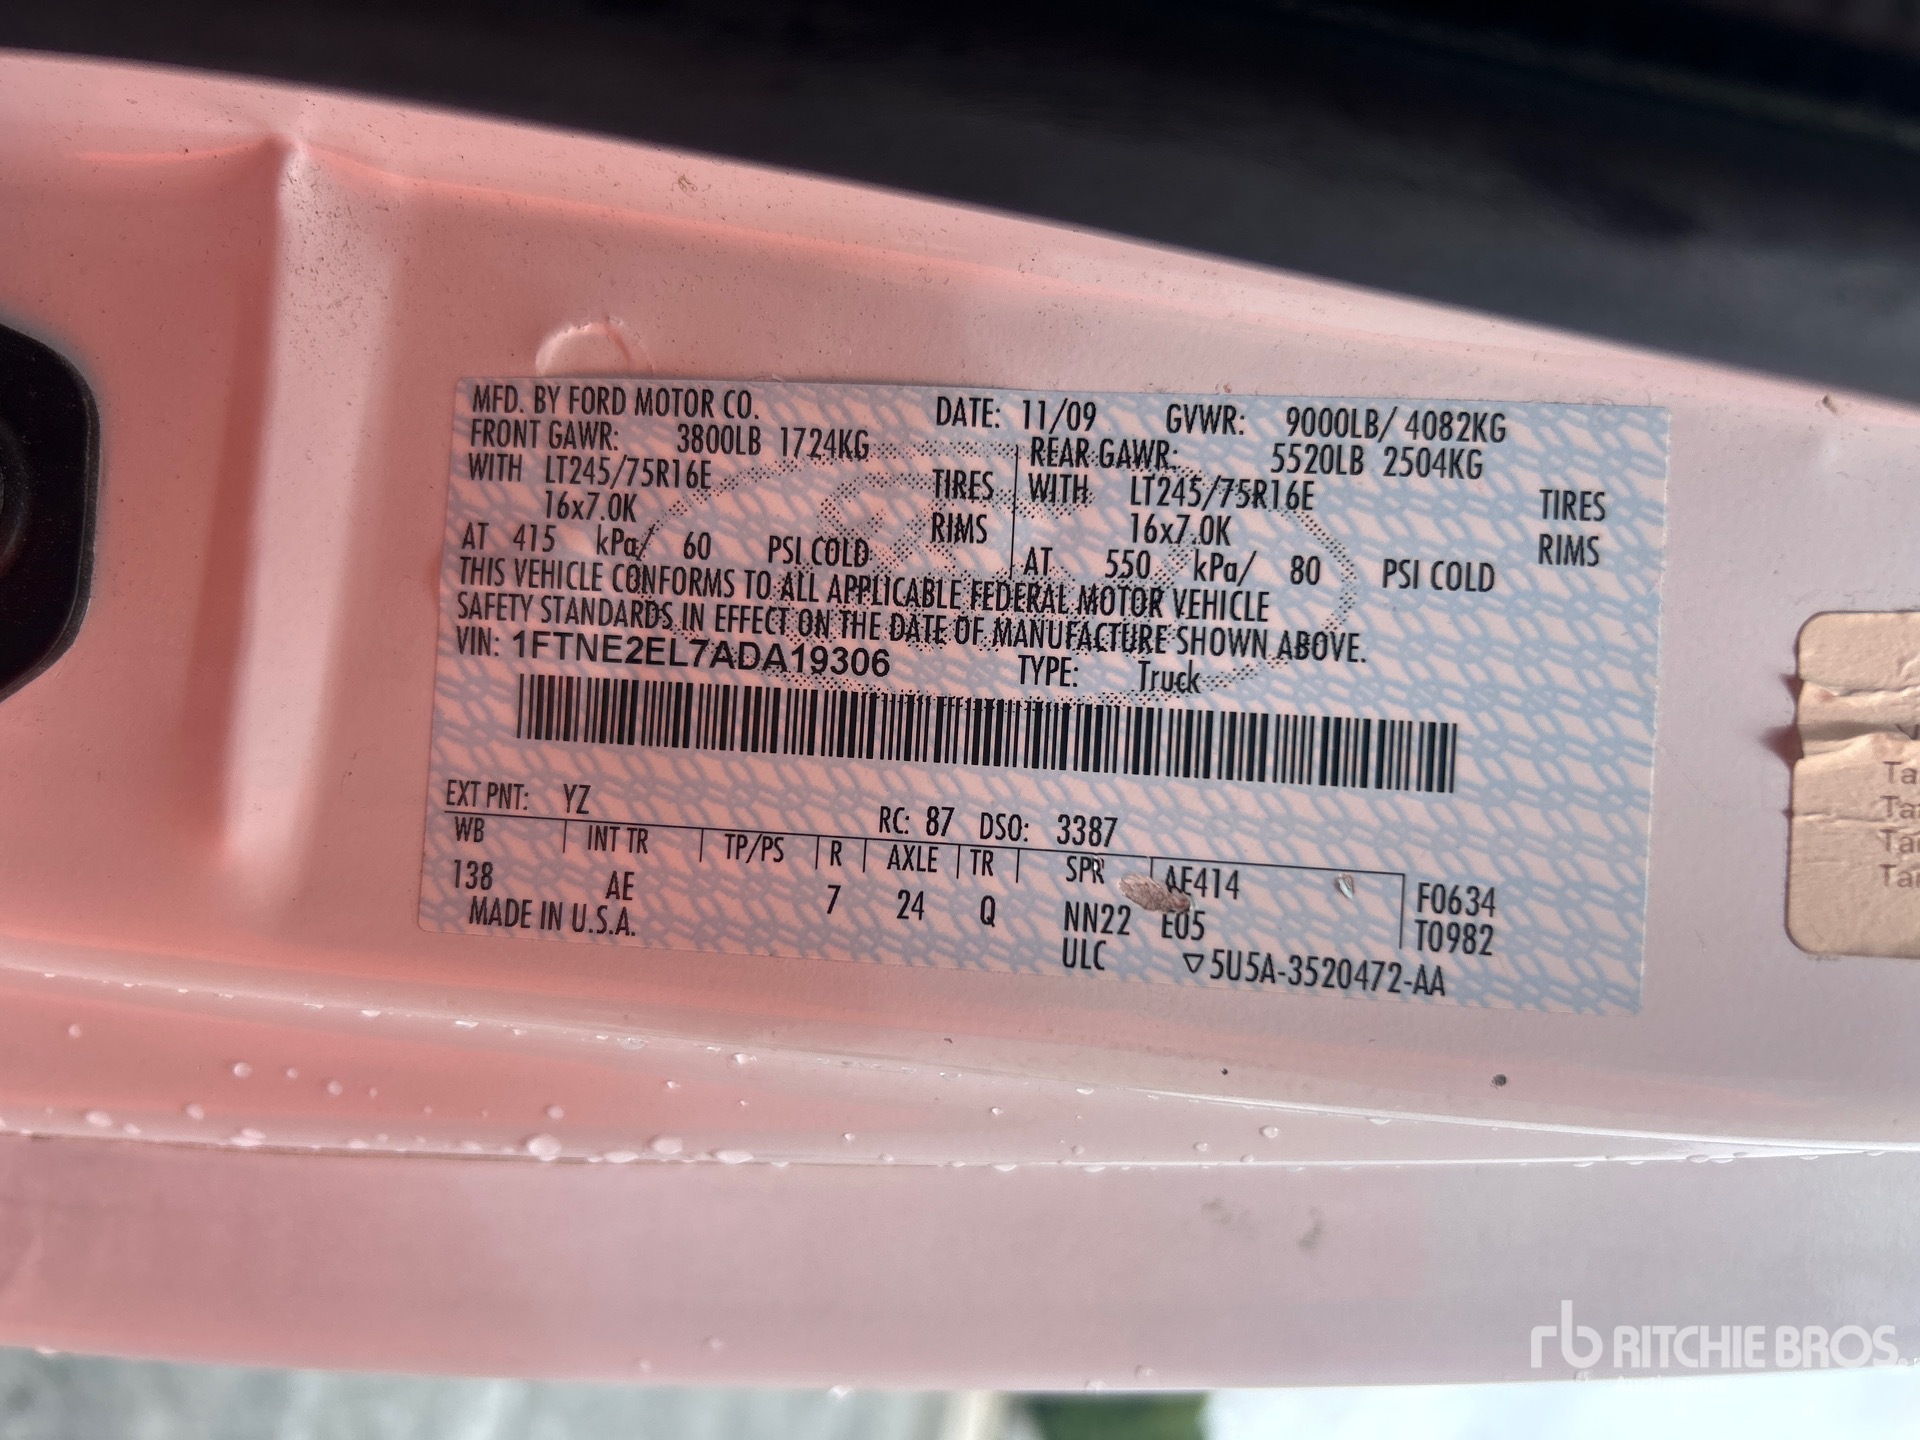 MFD. BY FORD MOTOR CO. DATE: 11/09 GVWR: 9000LB/ 4082KG
FRONT GAWR: 3800LB 1724KG REAR GAWR: 5520LB 2504KG
WITH LT245/75R16E TIRES WITH LT245/75R16E TIRES
16x7.0K RIMS 16x7.0K RIMS
AT 415 kPa/ 60 PSI COLD AT 550 kPa/ 80 PSI COLD
THIS VEHICLE CONFORMS TO ALL APPLICABLE FEDERAL MOTOR VEHICLE
SAFETY STANDARDS IN EFFECT ON THE DATE OF MANUFACTURE SHOWN ABOVE.
VIN: 1FTNE2EL7ADA19306 TYPE: Truck
EXT PNT: YZ RC: 87 DSO: 3387
WB INT TR TP/PS R AXLE TR SPR AE414 F0634
138 AE 7 24 Q NN22 E05 T0982
MADE IN U.S.A. ULC ▽5U5A-3520472-AA
rb RITCHIE BROS.